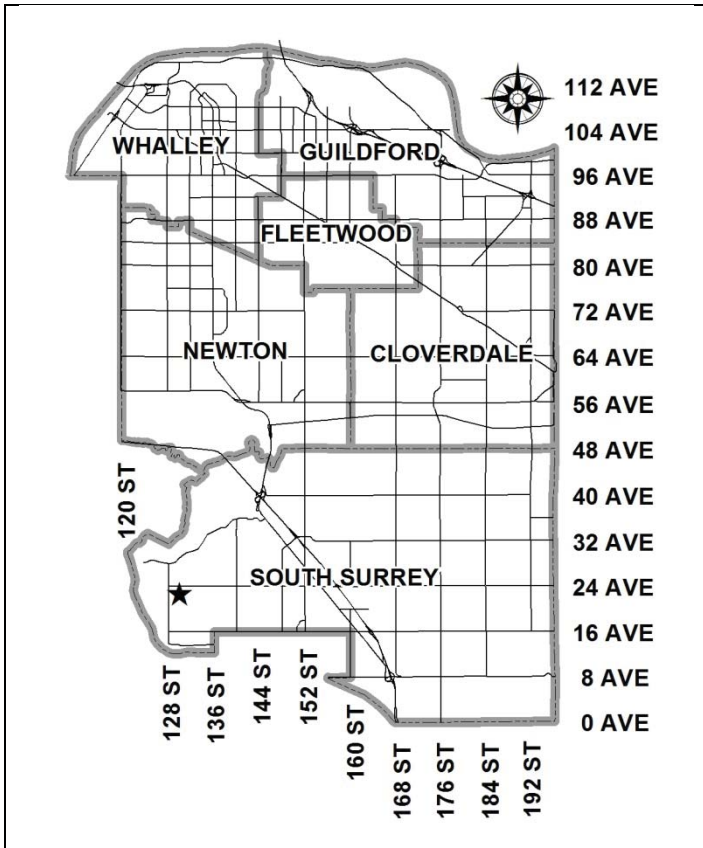 112 AVE
104 AVE
WHALLEY
GUILDFORD
96 AVE
88 AVE
FLEETWOOD
80 AVE
72 AVE
NEWTON
CLOVERDALE
64 AVE
56 AVE
48 AVE
120 ST
40 AVE
32 AVE
SOUTH SURREY
24 AVE
16 AVE
128 ST
136 ST
144 ST
152 ST
8 AVE
160 ST
0 AVE
168 ST
176 ST
184 ST
192 ST